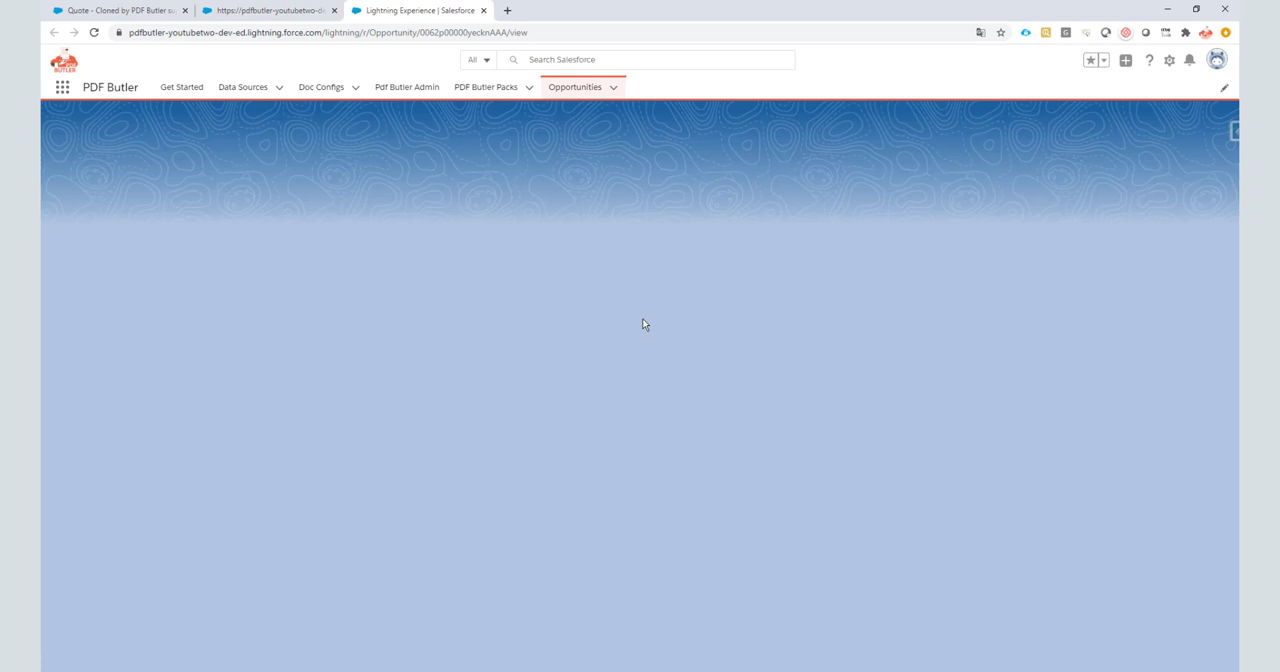 Quote - Cloned by PDF Butler su
https://pdfbutler-youtubetwo-de
Lightning Experience | Salesforce
pdfbutler-youtubetwo-dev-ed.lightning.force.com/lightning/r/Opportunity/0062p00000yecknAAA/view
BUTLER
All
Search Salesforce
PDF Butler
Get Started
Data Sources
Doc Configs
Pdf Butler Admin
PDF Butler Packs
Opportunities